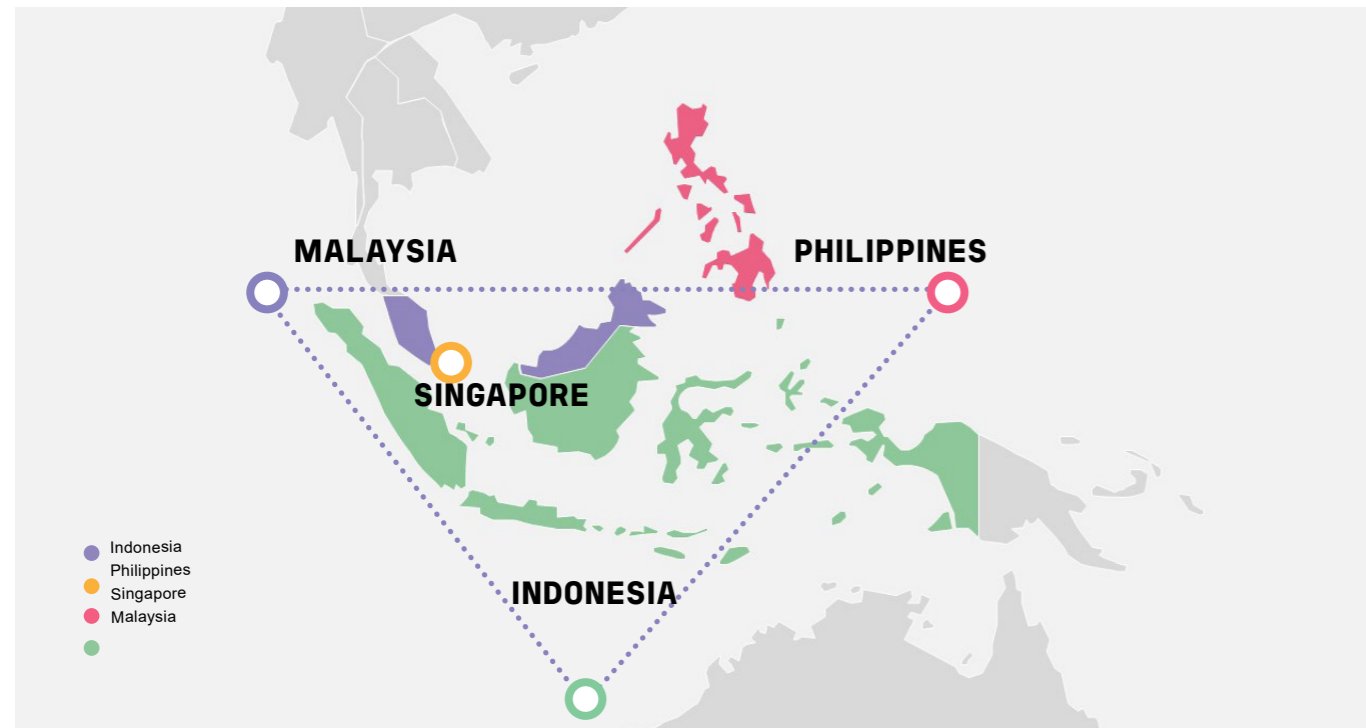 MALAYSIA
PHILIPPINES
SINGAPORE
INDONESIA
Indonesia
Philippines
Singapore
Malaysia